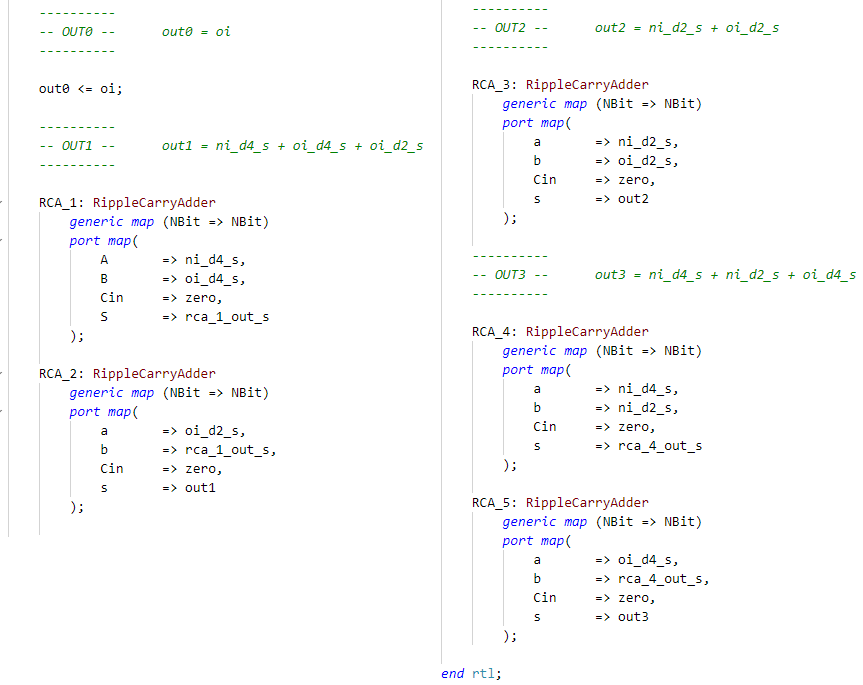 ----------
-- OUT0 --      out0 = oi
----------
out0 <= oi;
----------
-- OUT1 --      out1 = ni_d4_s + oi_d4_s + oi_d2_s
----------
RCA_1: RippleCarryAdder
    generic map (NBit => NBit)
    port map(
        A       => ni_d4_s,
        B       => oi_d4_s,
        Cin     => zero,
        S       => rca_1_out_s
    );
RCA_2: RippleCarryAdder
    generic map (NBit => NBit)
    port map(
        a       => oi_d2_s,
        b       => rca_1_out_s,
        Cin     => zero,
        s       => out1
    );
----------
-- OUT2 --      out2 = ni_d2_s + oi_d2_s
----------
RCA_3: RippleCarryAdder
    generic map (NBit => NBit)
    port map(
        a       => ni_d2_s,
        b       => oi_d2_s,
        Cin     => zero,
        s       => out2
    );
----------
-- OUT3 --      out3 = ni_d4_s + ni_d2_s + oi_d4_s
----------
RCA_4: RippleCarryAdder
    generic map (NBit => NBit)
    port map(
        a       => ni_d4_s,
        b       => ni_d2_s,
        Cin     => zero,
        s       => rca_4_out_s
    );
RCA_5: RippleCarryAdder
    generic map (NBit => NBit)
    port map(
        a       => oi_d4_s,
        b       => rca_4_out_s,
        Cin     => zero,
        s       => out3
    );
end rtl;